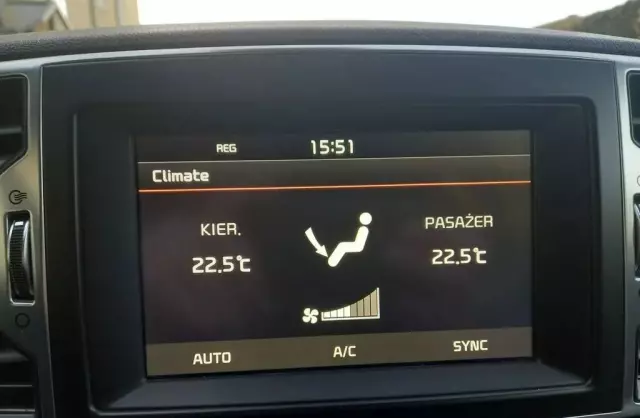 REG 15:51
Climate
KIER. PASAŻER
22.5℃ 22.5℃
AUTO A/C SYNC